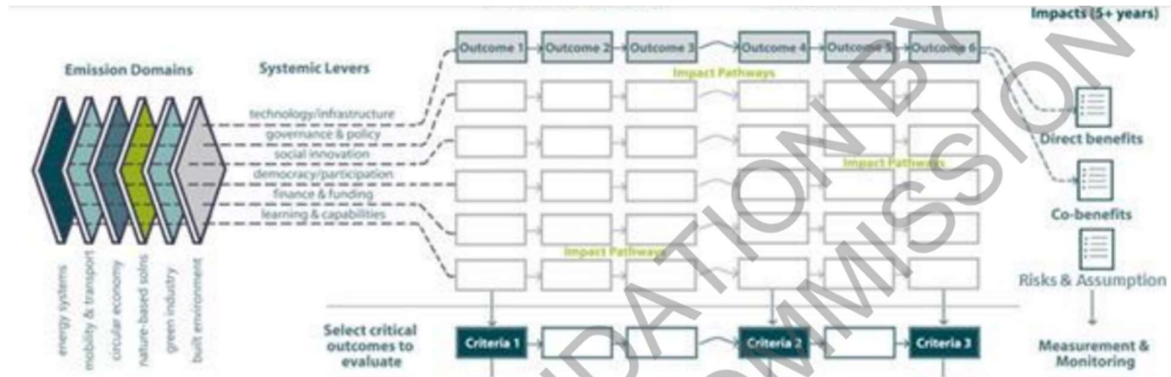 Impacts (5+ years)
Outcome 1
Outcome 2
Outcome 3
Outcome 4
Outcome 5
Outcome 6
Emission Domains
Systemic Levers
Impact Pathways
technology/infrastructure
governance & policy
social innovation
democracy/participation
finance & funding
learning & capabilities
Impact Pathways
Impact Pathways
Direct benefits
Co-benefits
Risks & Assumption
energy systems
mobility & transport
circular economy
nature-based solns
green industry
built environment
Select critical
outcomes to
evaluate
Criteria 1
Criteria 2
Criteria 3
Measurement &
Monitoring
DATION BY
OMMISSION